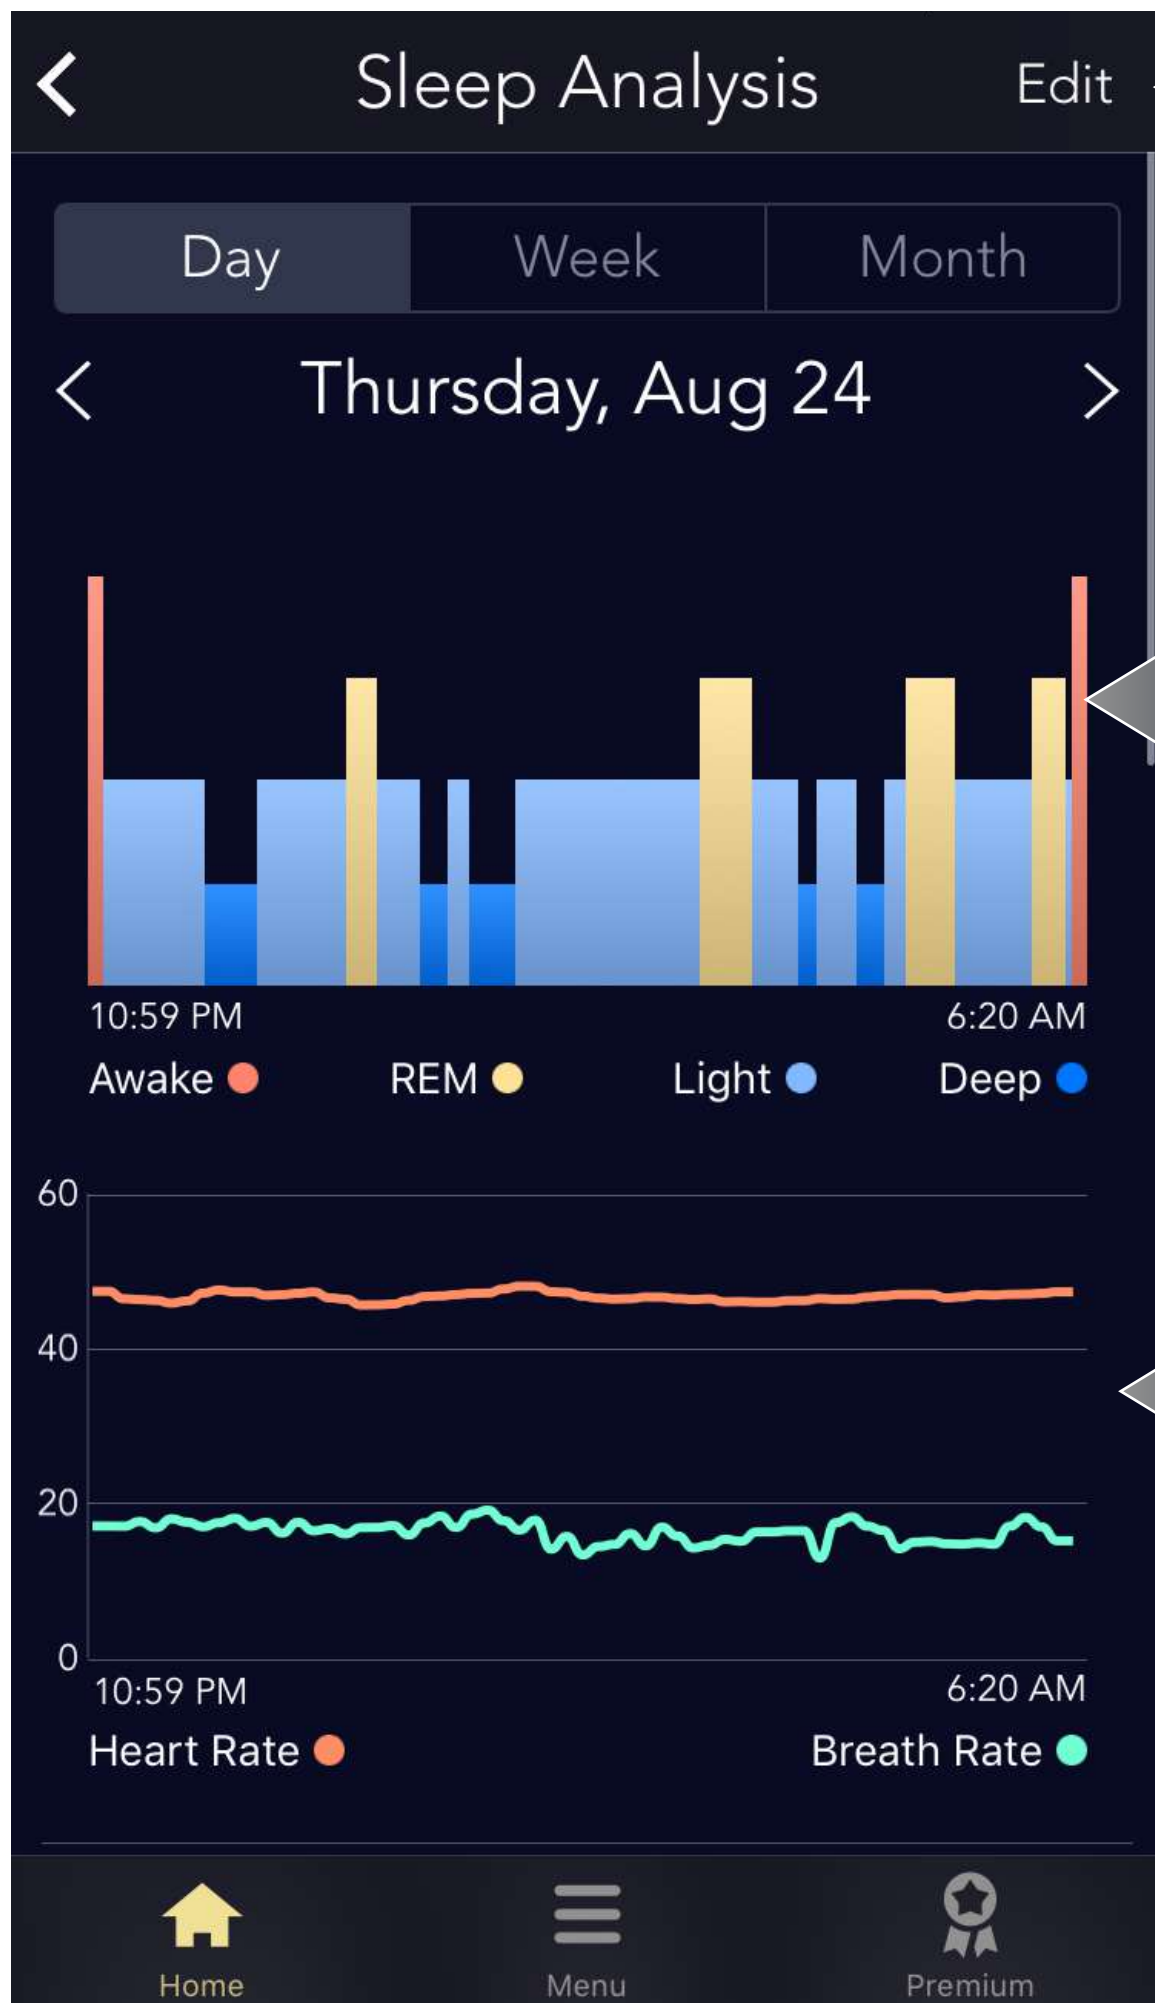 Sleep Analysis Edit
Day Week Month
Thursday, Aug 24
10:59 PM 6:20 AM
Awake REM Light Deep
60
40
20
0
10:59 PM 6:20 AM
Heart Rate Breath Rate
Home Menu Premium